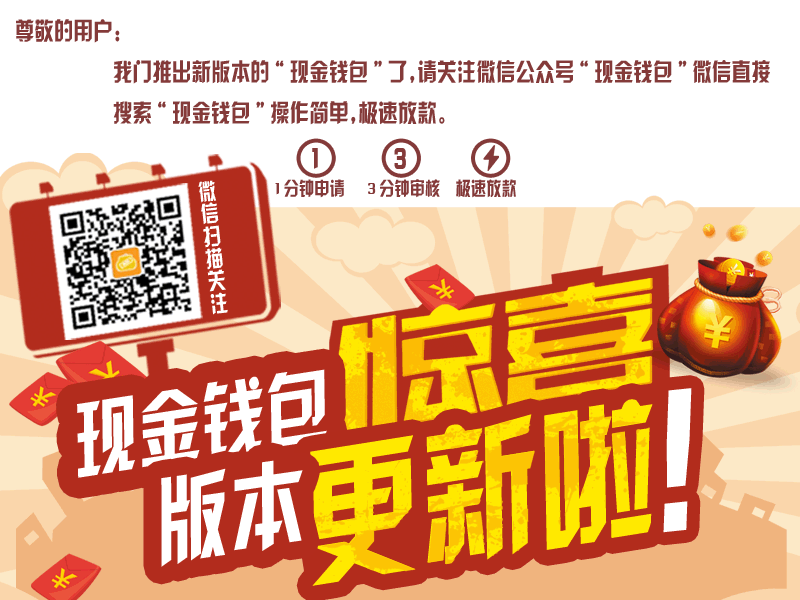 尊敬的用户：
我们推出新版本的“现金钱包”了,请关注微信公众号“现金钱包”微信直接
搜索“现金钱包”操作简单,极速放款。
1 3
1分钟申请 3分钟审核 极速放款
微信扫描关注
惊喜
现金钱包
版本更新啦!
¥
¥
¥
¥
¥